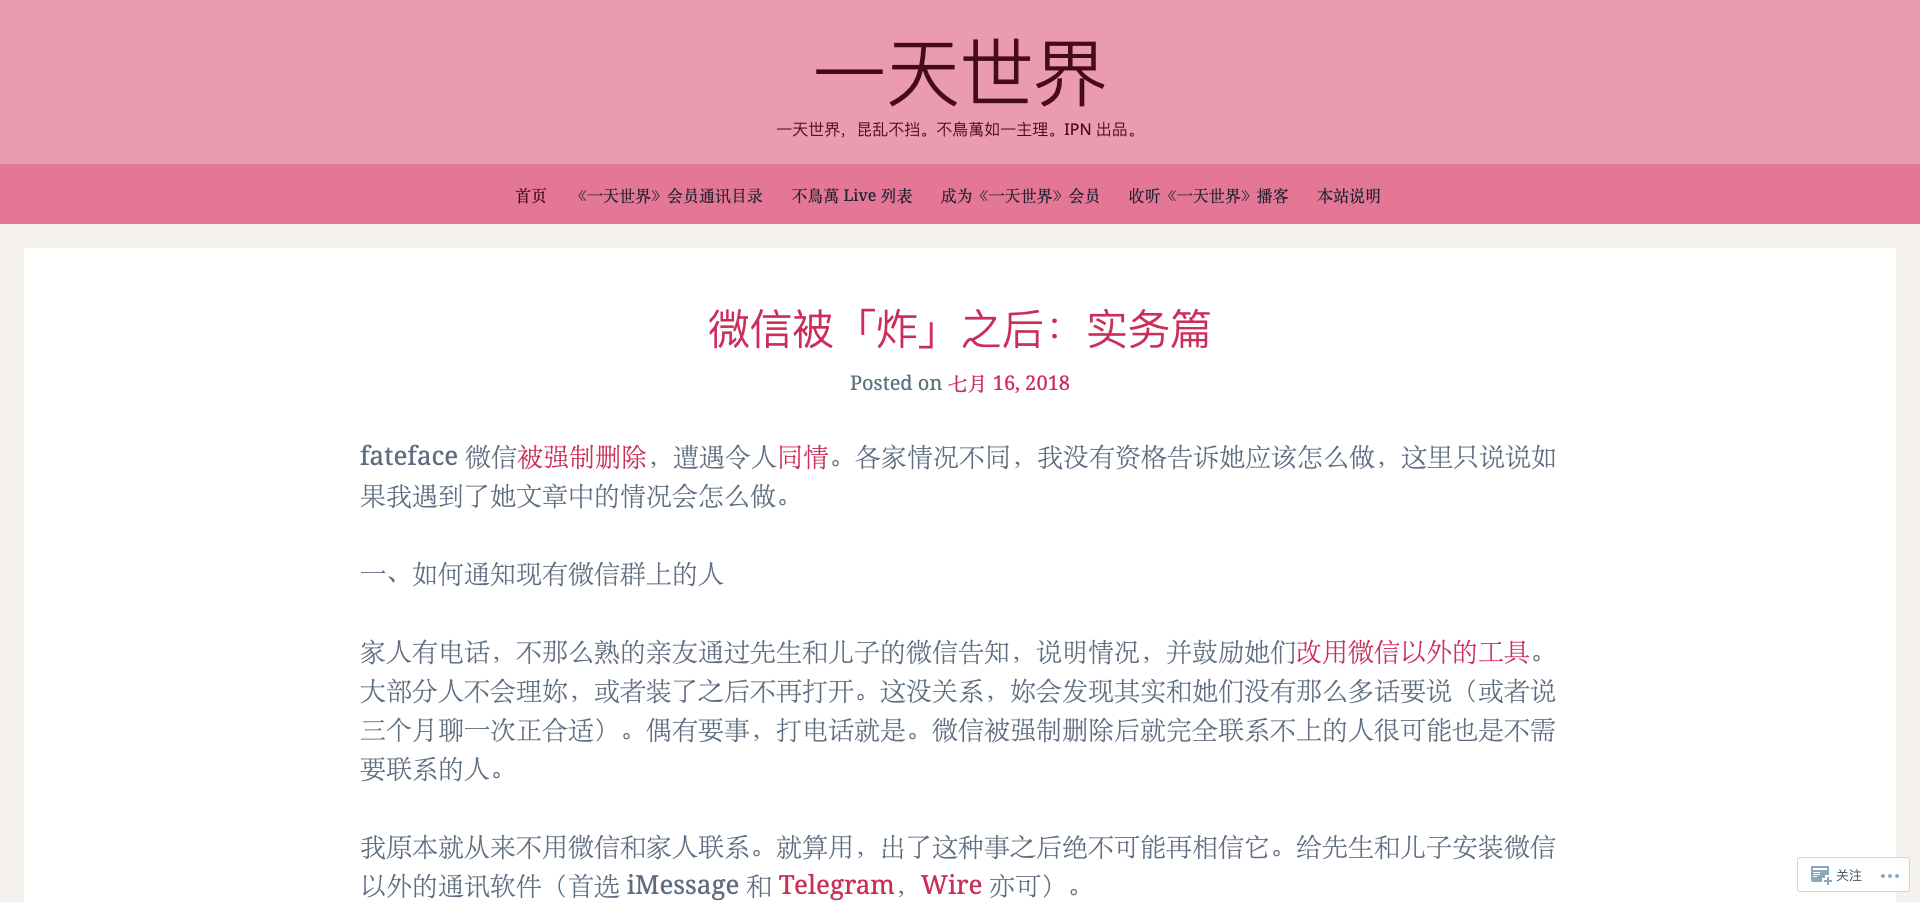 一天世界
一天世界，昆乱不挡。不鳥萬如一主理。IPN 出品。
首页 《一天世界》会员通讯目录 不鳥萬 Live 列表 成为《一天世界》会员 收听《一天世界》播客 本站说明
微信被「炸」之后：实务篇
Posted on 七月 16, 2018
fateface 微信被强制删除，遭遇令人同情。各家情况不同，我没有资格告诉她应该怎么做，这里只说说如
果我遇到了她文章中的情况会怎么做。
一、如何通知现有微信群上的人
家人有电话，不那么熟的亲友通过先生和儿子的微信告知，说明情况，并鼓励她们改用微信以外的工具。
大部分人不会理妳，或者装了之后不再打开。这没关系，妳会发现其实和她们没有那么多话要说（或者说
三个月聊一次正合适）。偶有要事，打电话就是。微信被强制删除后就完全联系不上的人很可能也是不需
要联系的人。
我原本就从来不用微信和家人联系。就算用，出了这种事之后绝不可能再相信它。给先生和儿子安装微信
以外的通讯软件（首选 iMessage 和 Telegram，Wire 亦可）。
关注